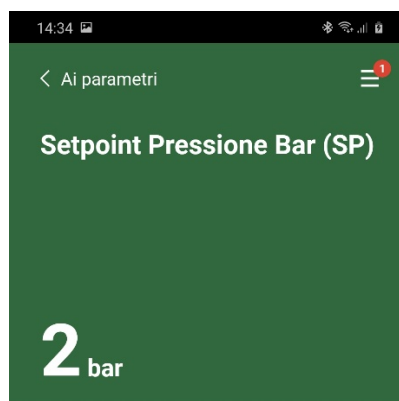 14:34
Ai parametri
1
Setpoint Pressione Bar (SP)
2 bar